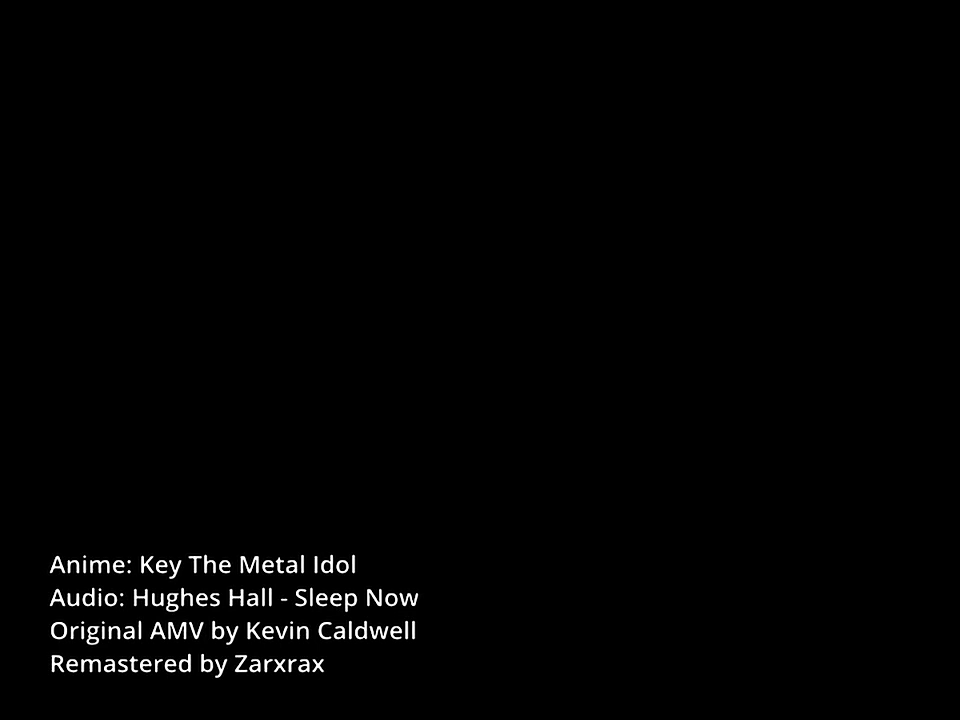 Anime: Key The Metal Idol
Audio: Hughes Hall - Sleep Now
Original AMV by Kevin Caldwell
Remastered by Zarxrax